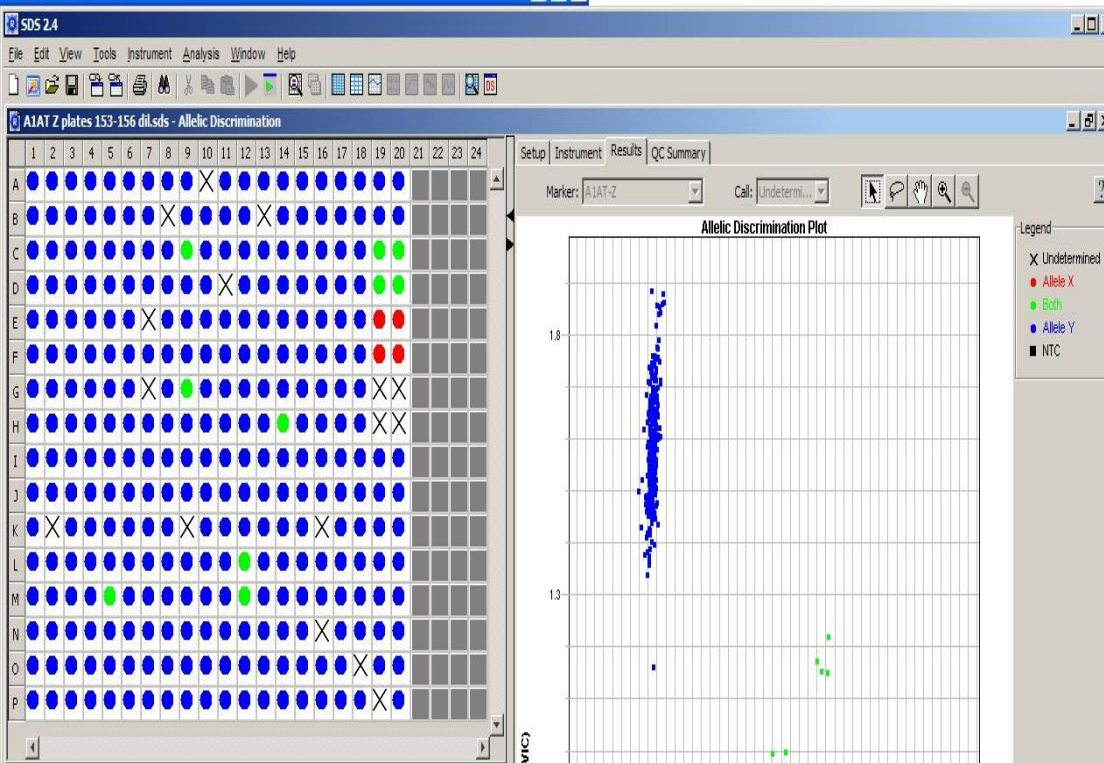 SDS 2.4
File Edit View Tools Instrument Analysis Window Help
DS
A1AT Z plates 153-156 dil.sds - Allelic Discrimination
1 2 3 4 5 6 7 8 9 10 11 12 13 14 15 16 17 18 19 20 21 22 23 24
A
B
C
D
E
F
G
H
I
J
K
L
M
N
O
P
Setup Instrument Results QC Summary
Marker: A1AT-Z Call: Undetermi...
?
Allelic Discrimination Plot
1.8
1.3
VIC)
Legend
X Undetermined
Allele X
Both
Allele Y
NTC